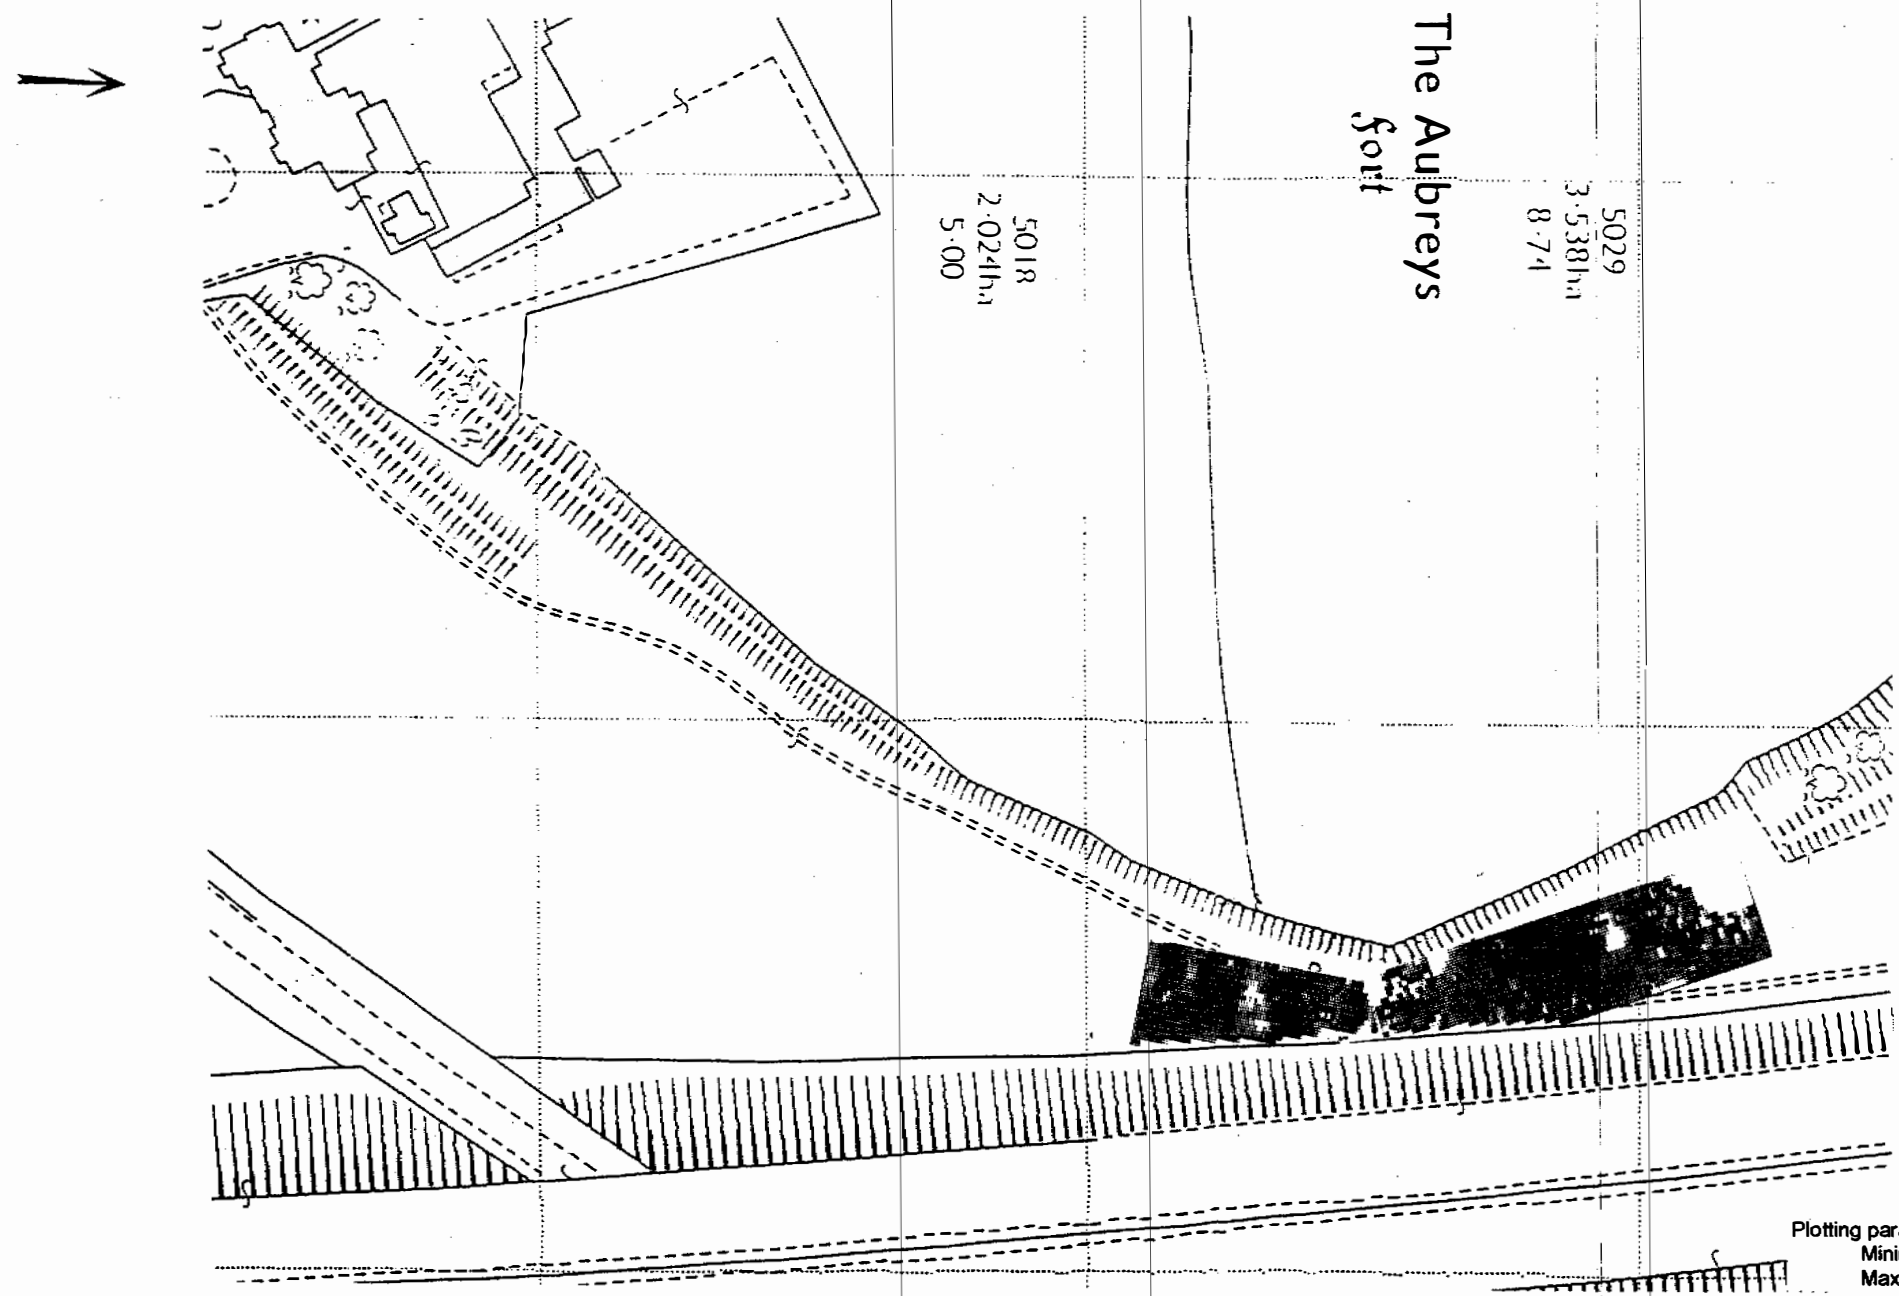 The Aubreys
fort
5029
3·538ha
8·74
5018
2·024ha
5·00
Plotting par
Mini
Max